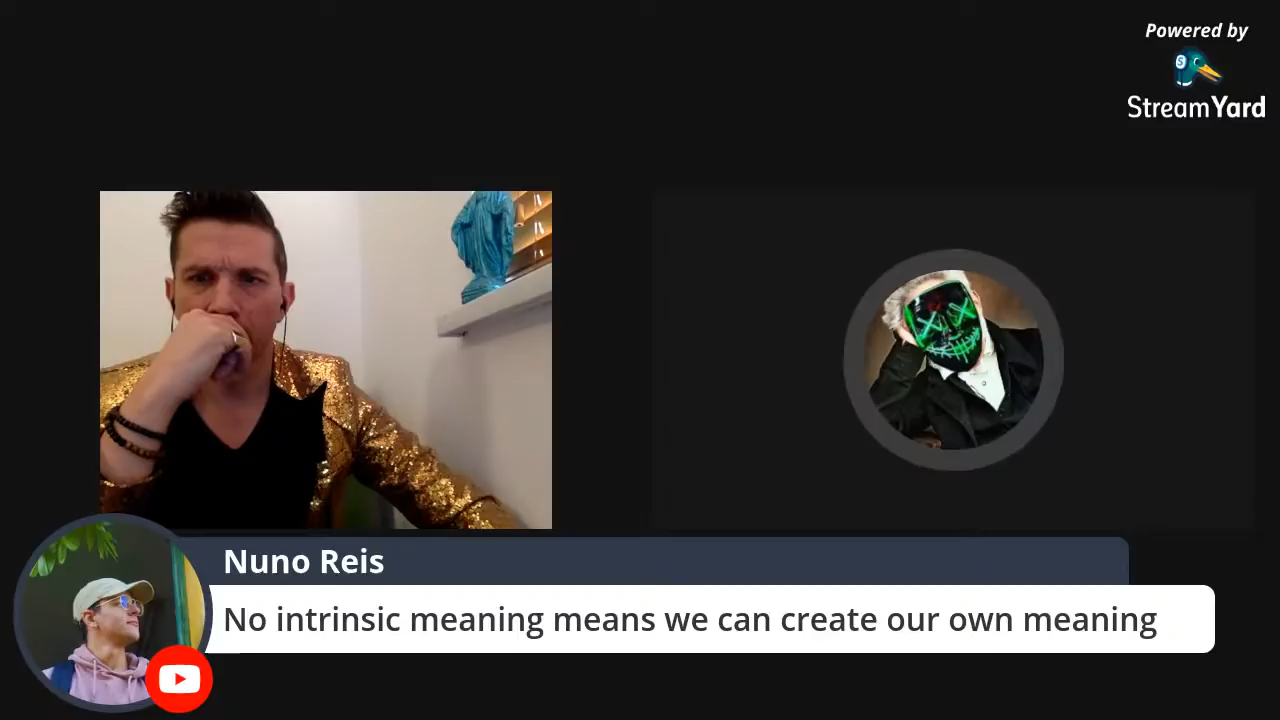 Powered by
StreamYard
Nuno Reis
No intrinsic meaning means we can create our own meaning